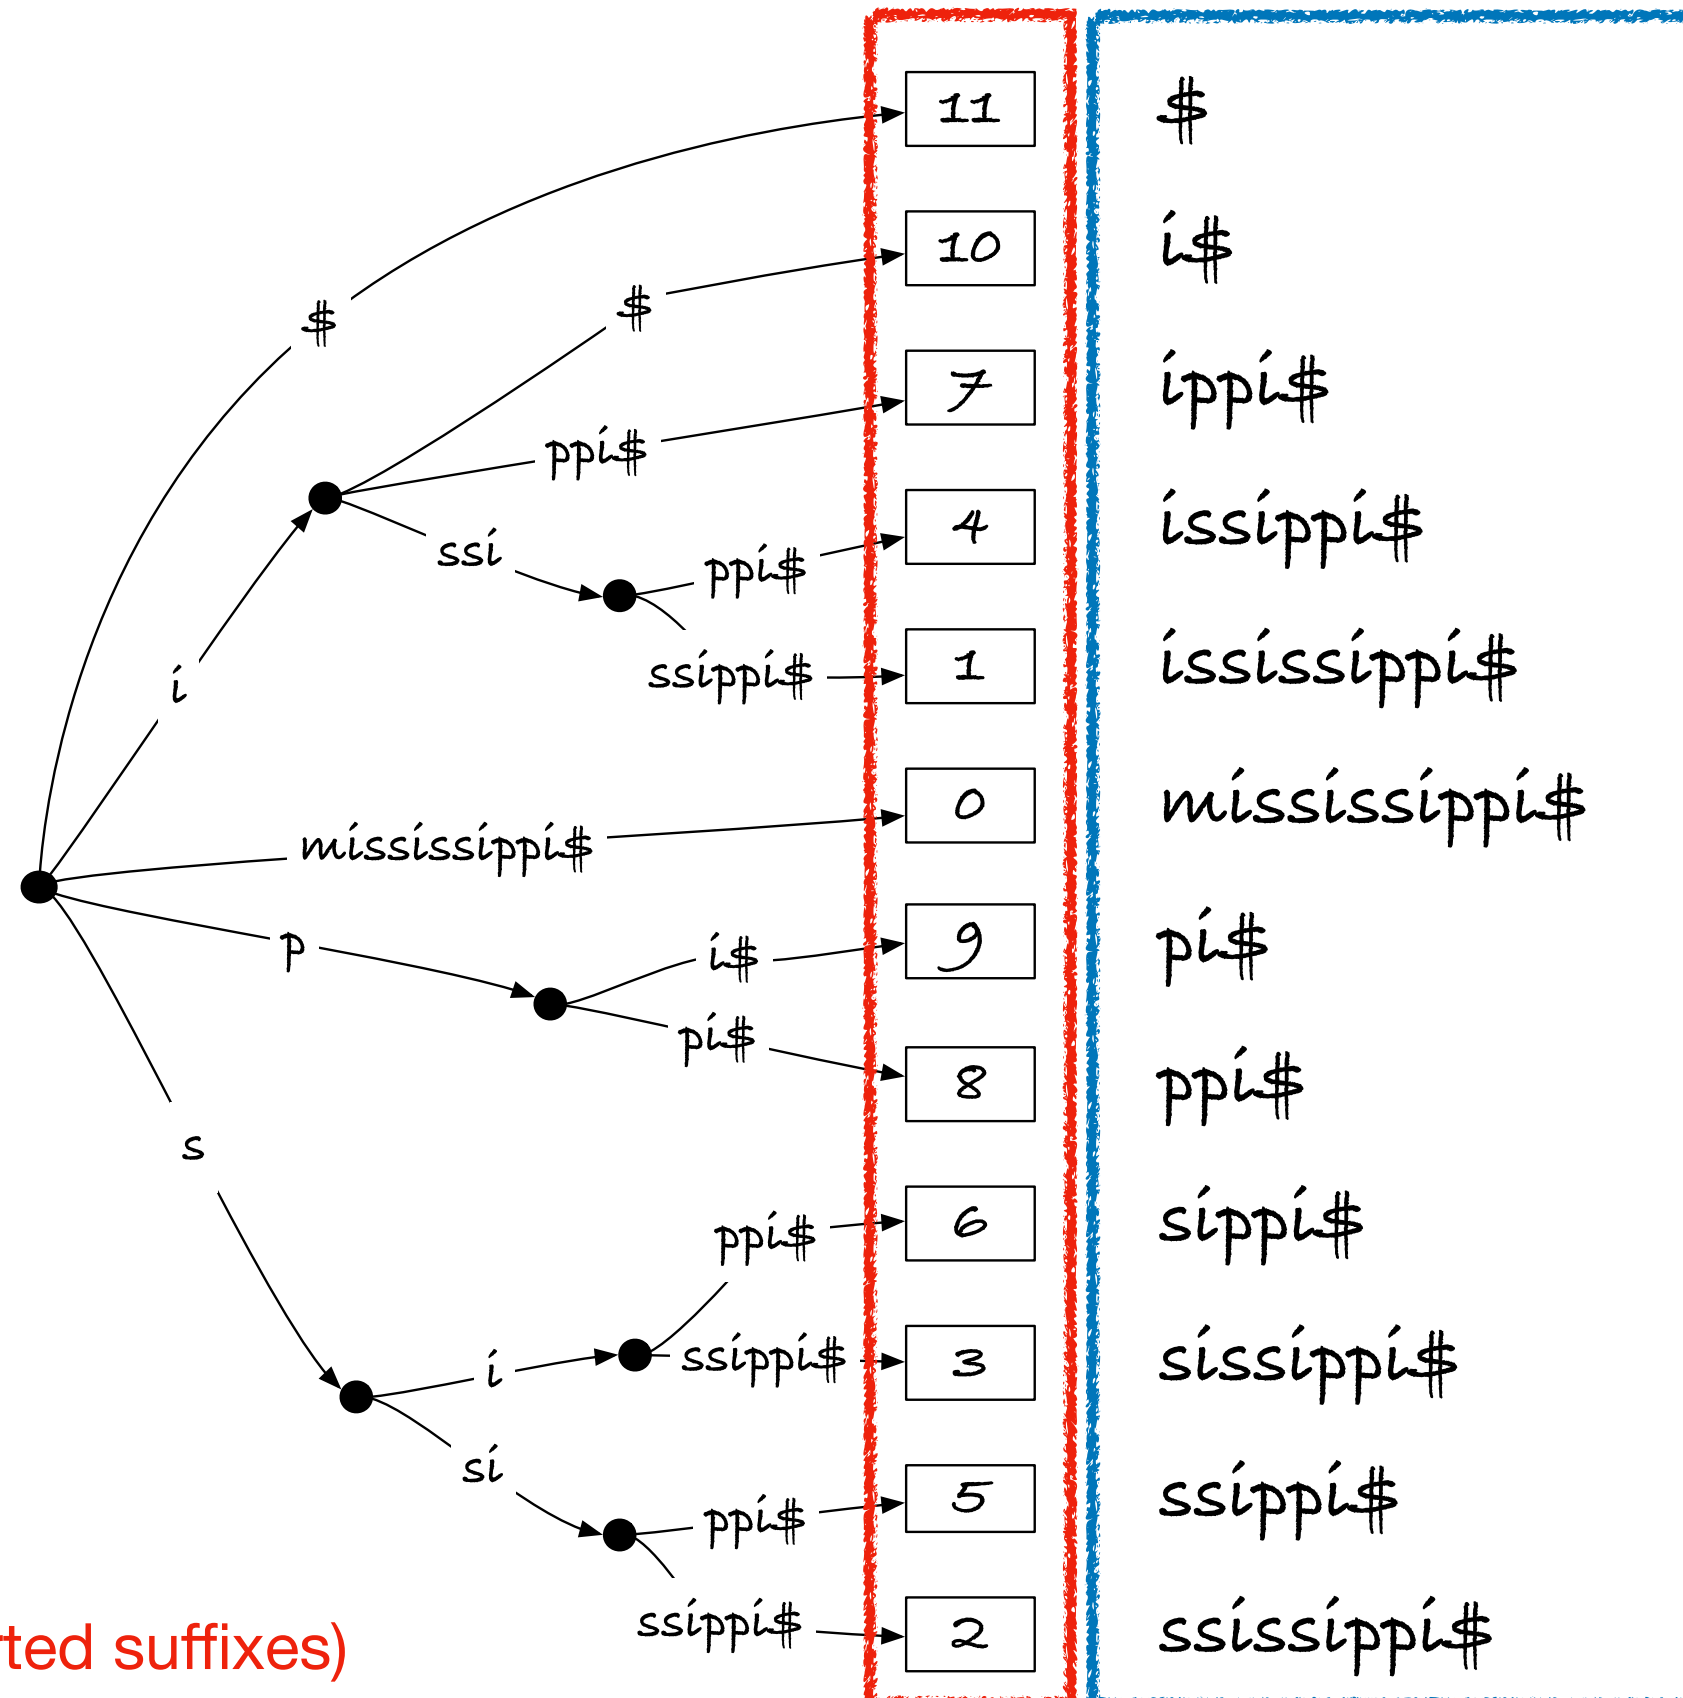 11 $
$
10 i$
$
7 ippi$
ppi$
4 issippi$
ssi
ppi$
1 ississippi$
ssippi$
i
0 mississippi$
mississippi$
9 pi$
p
i$
pi$
8 ppi$
s
6 sippi$
ppi$
3 sissippi$
i
ssippi$
si
5 ssippi$
ppi$
2 ssissippi$
ssippi$
rted suffixes)